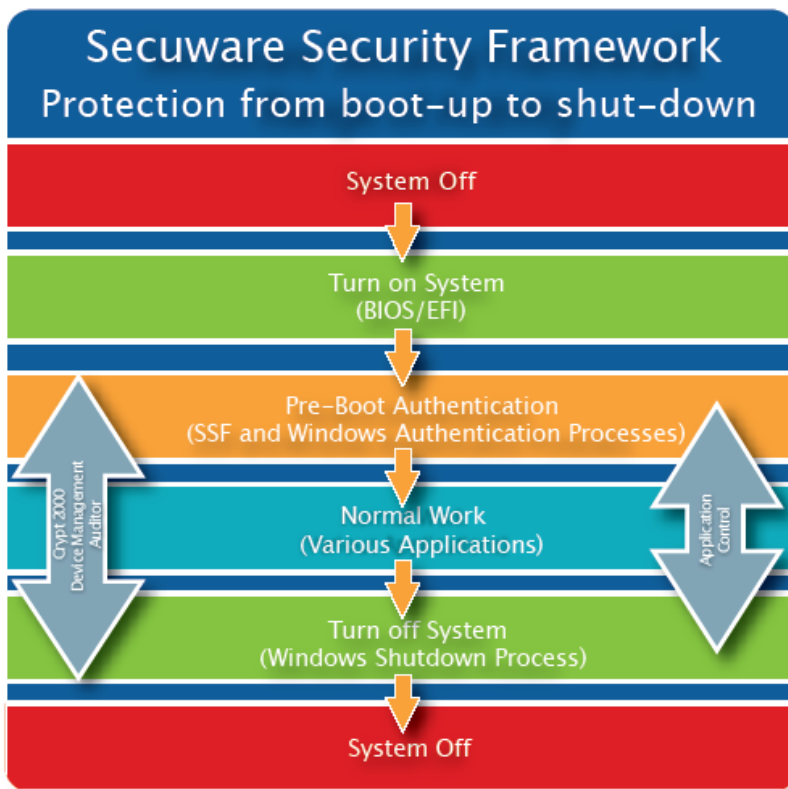 Secuware Security Framework
Protection from boot-up to shut-down
System Off
Turn on System
(BIOS/EFI)
Pre-Boot Authentication
(SSF and Windows Authentication Processes)
Crypt 2000
Device Management
Auditor
Normal Work
(Various Applications)
Application
Control
Turn off System
(Windows Shutdown Process)
System Off